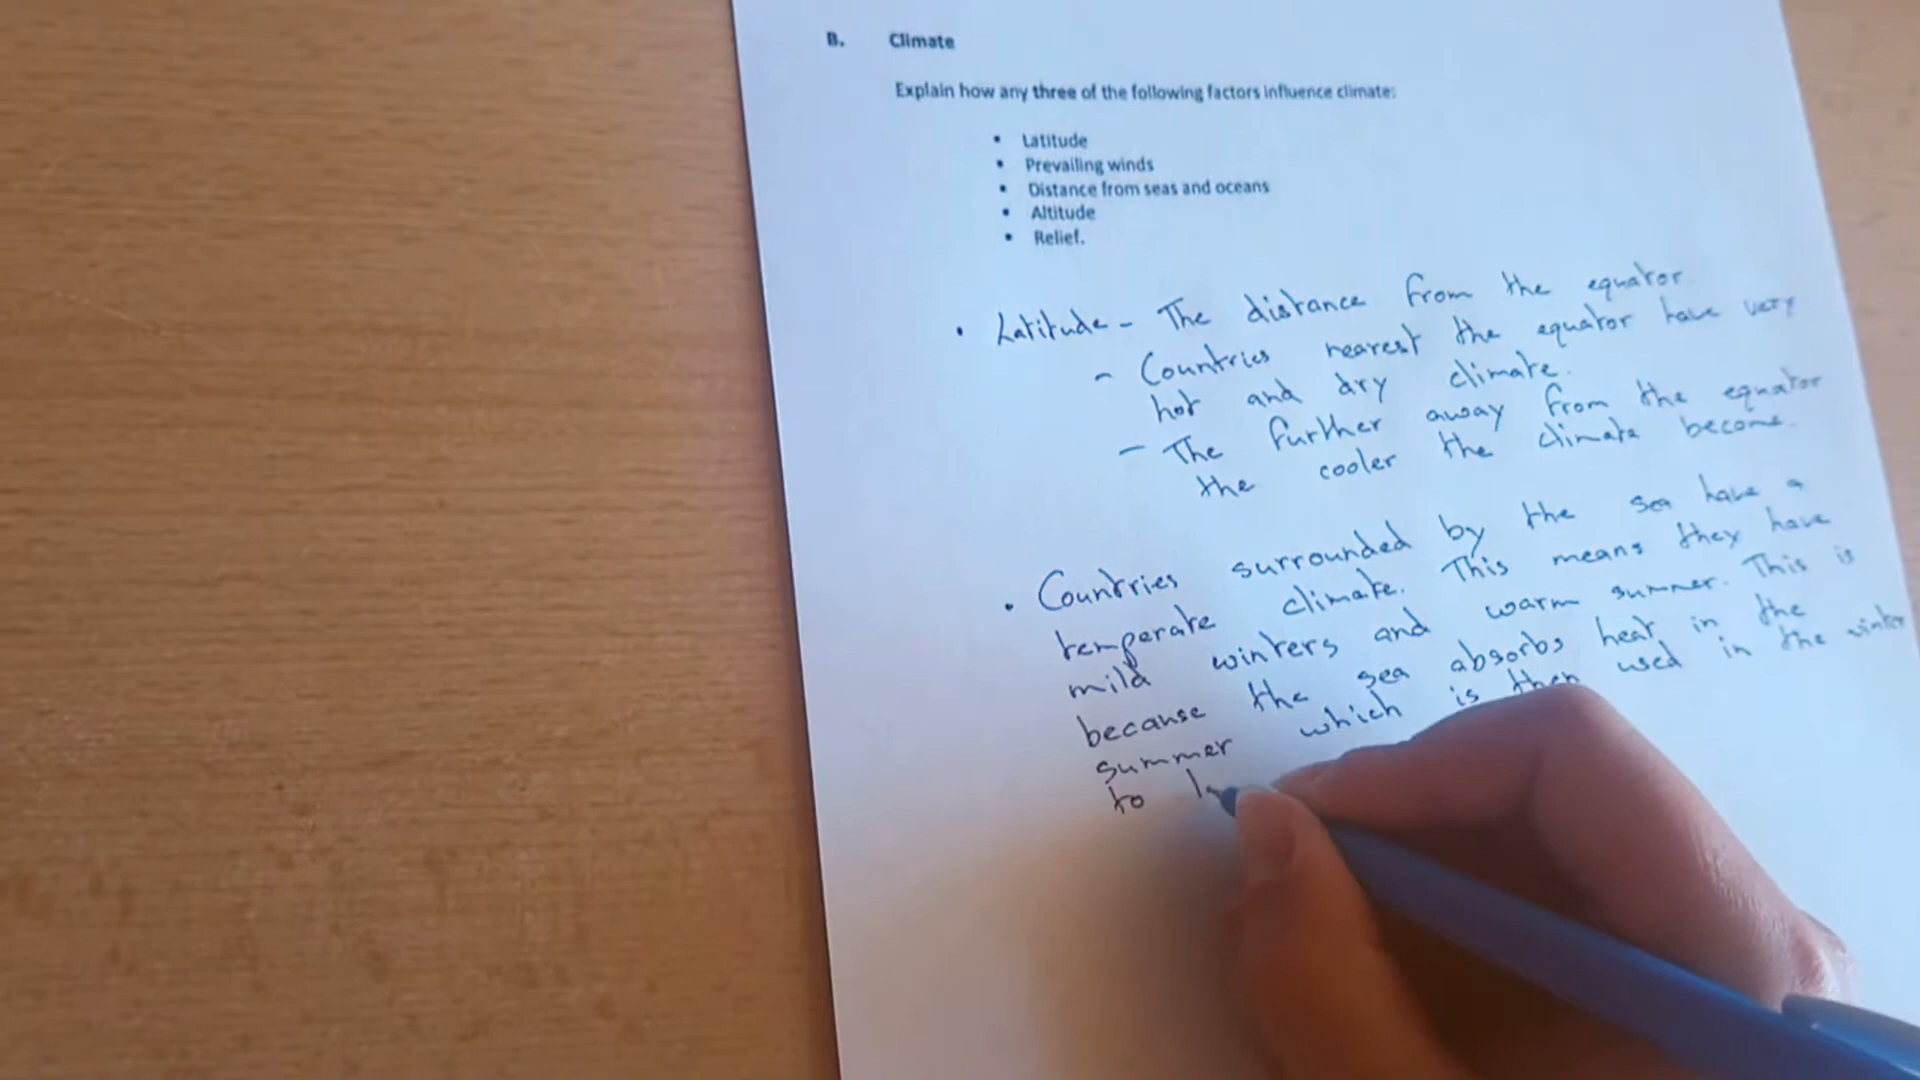 B. Climate
Explain how any three of the following factors influence climate:
• Latitude
• Prevailing winds
• Distance from seas and oceans
• Altitude
• Relief.
• Latitude - The distance from the equator
- Countries nearest the equator have very
hot and dry climate.
- The further away from the equator
the cooler the climate become.
• Countries surrounded by the sea have a
temperate climate. This means they have
mild winters and warm summer. This is
because the sea absorbs heat in the
summer which is then used in the winter
to